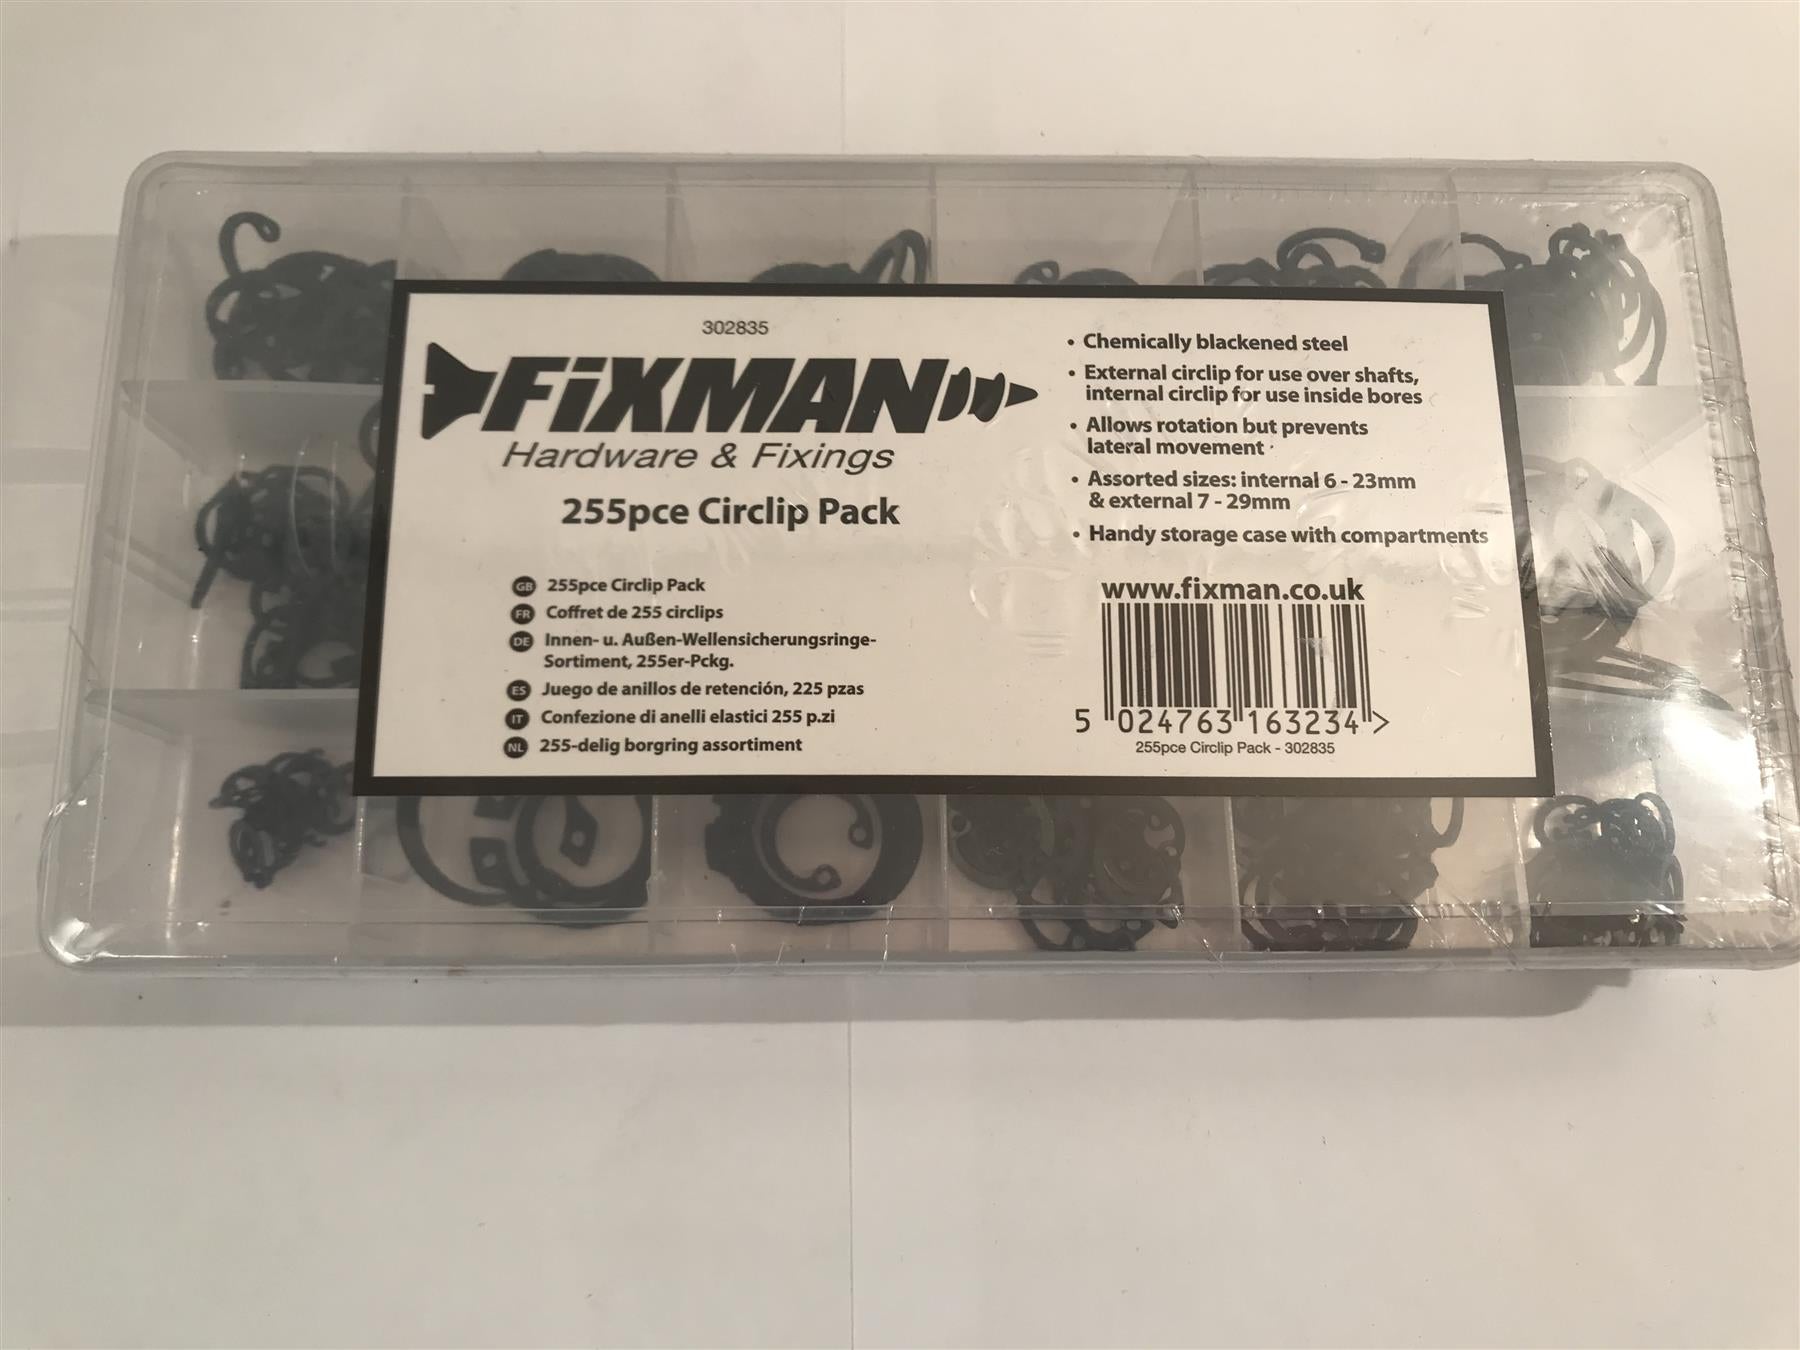 302835
FiXMAN
Hardware & Fixings
255pce Circlip Pack
GB 255pce Circlip Pack
FR Coffret de 255 circlips
DE Innen- u. Außen-Wellensicherungsringe-
Sortiment, 255er-Pckg.
ES Juego de anillos de retención, 225 pzas
IT Confezione di anelli elastici 255 p.zi
NL 255-delig borgring assortiment
• Chemically blackened steel
• External circlip for use over shafts,
internal circlip for use inside bores
• Allows rotation but prevents
lateral movement
• Assorted sizes: internal 6 - 23mm
& external 7 - 29mm
• Handy storage case with compartments
www.fixman.co.uk
5 024763 163234 >
255pce Circlip Pack - 302835